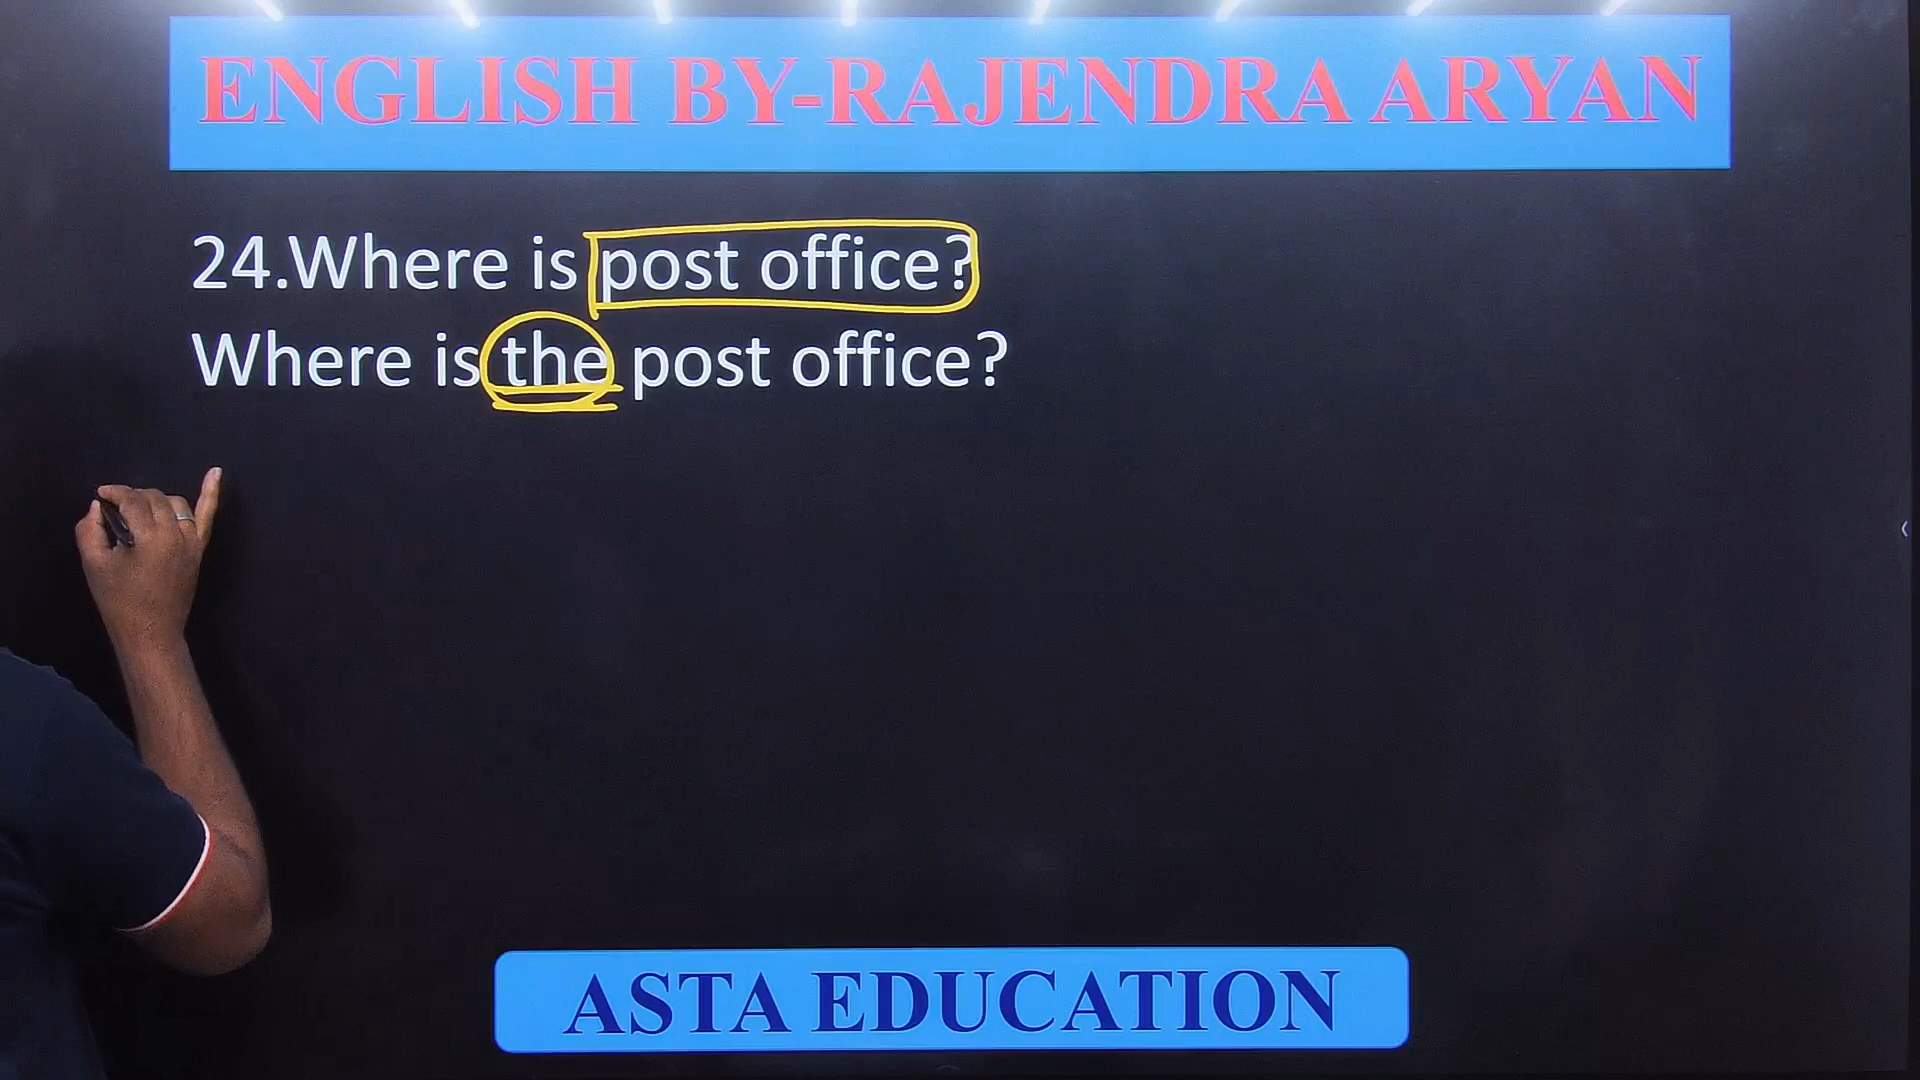 ENGLISH BY-RAJENDRA ARYAN
24.Where is post office?
Where is the post office?
ASTA EDUCATION